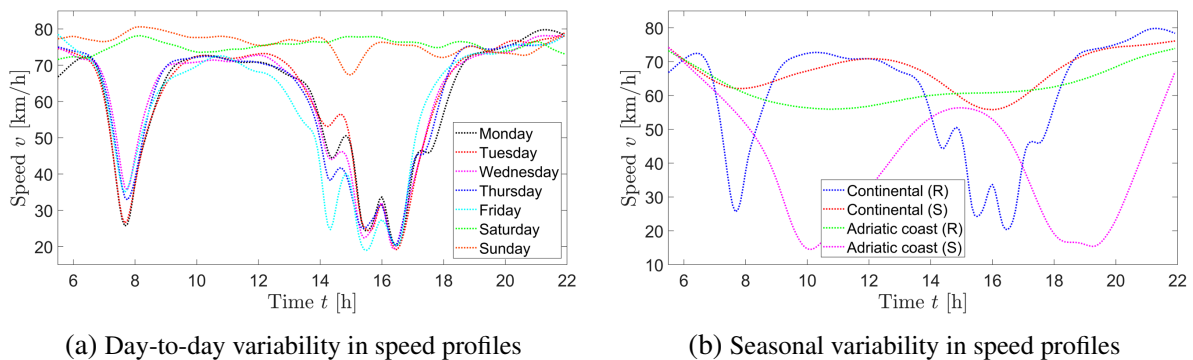 80
70
60
50
40
30
20
Speed v [km/h]
6 8 10 12 14 16 18 20 22
Time t [h]
Monday
Tuesday
Wednesday
Thursday
Friday
Saturday
Sunday
(a) Day-to-day variability in speed profiles
80
70
60
50
40
30
20
10
Speed v [km/h]
6 8 10 12 14 16 18 20 22
Time t [h]
Continental (R)
Continental (S)
Adriatic coast (R)
Adriatic coast (S)
(b) Seasonal variability in speed profiles